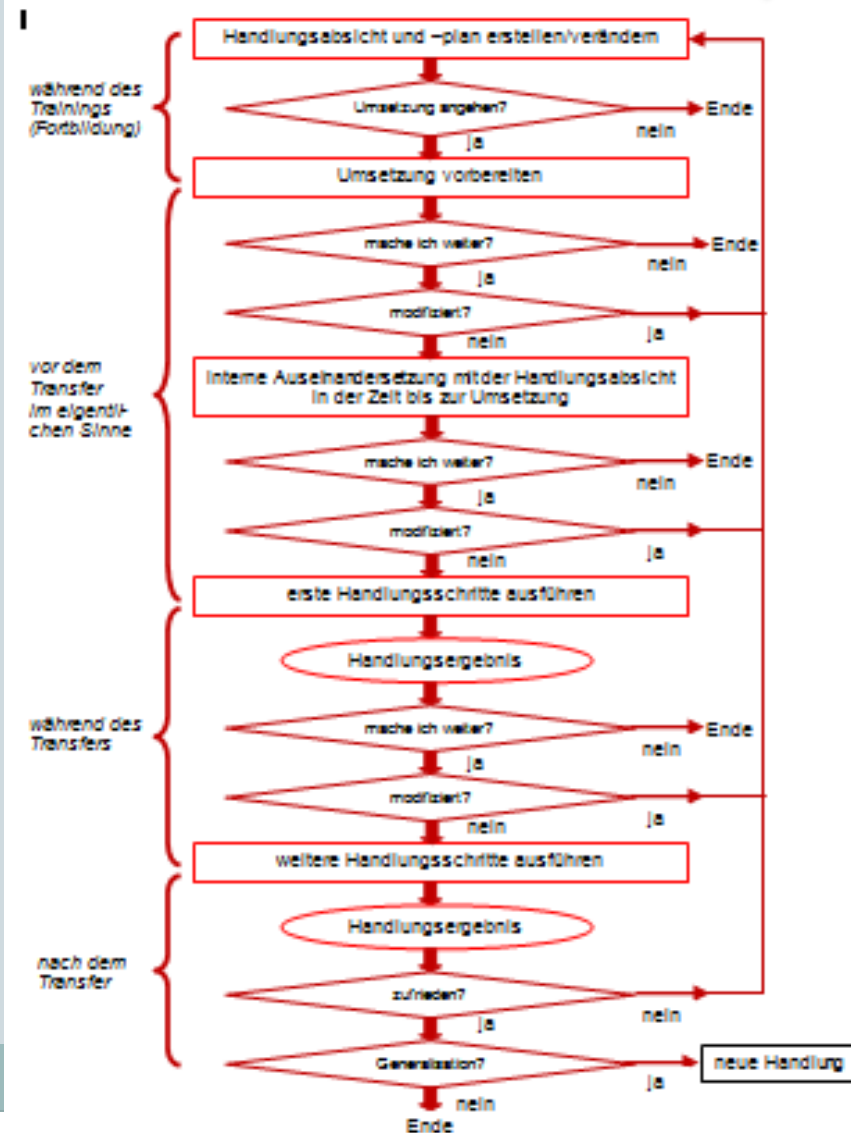 I
Handlungsabsicht und –plan erstellen/verändern
während des
Trainings
(Fortbildung)
Umsetzung angehen?
Ende
nein
ja
Umsetzung vorbereiten
mache ich weiter?
Ende
nein
ja
modifiziert?
ja
nein
vor dem
Transfer
im eigentli-
chen Sinne
Interne Auseinandersetzung mit der Handlungsabsicht
in der Zeit bis zur Umsetzung
mache ich weiter?
Ende
nein
ja
modifiziert?
ja
nein
erste Handlungsschritte ausführen
Handlungsergebnis
während des
Transfers
mache ich weiter?
Ende
nein
ja
modifiziert?
ja
nein
weitere Handlungsschritte ausführen
Handlungsergebnis
nach dem
Transfer
zufrieden?
nein
ja
Generalisation?
neue Handlung
ja
nein
Ende